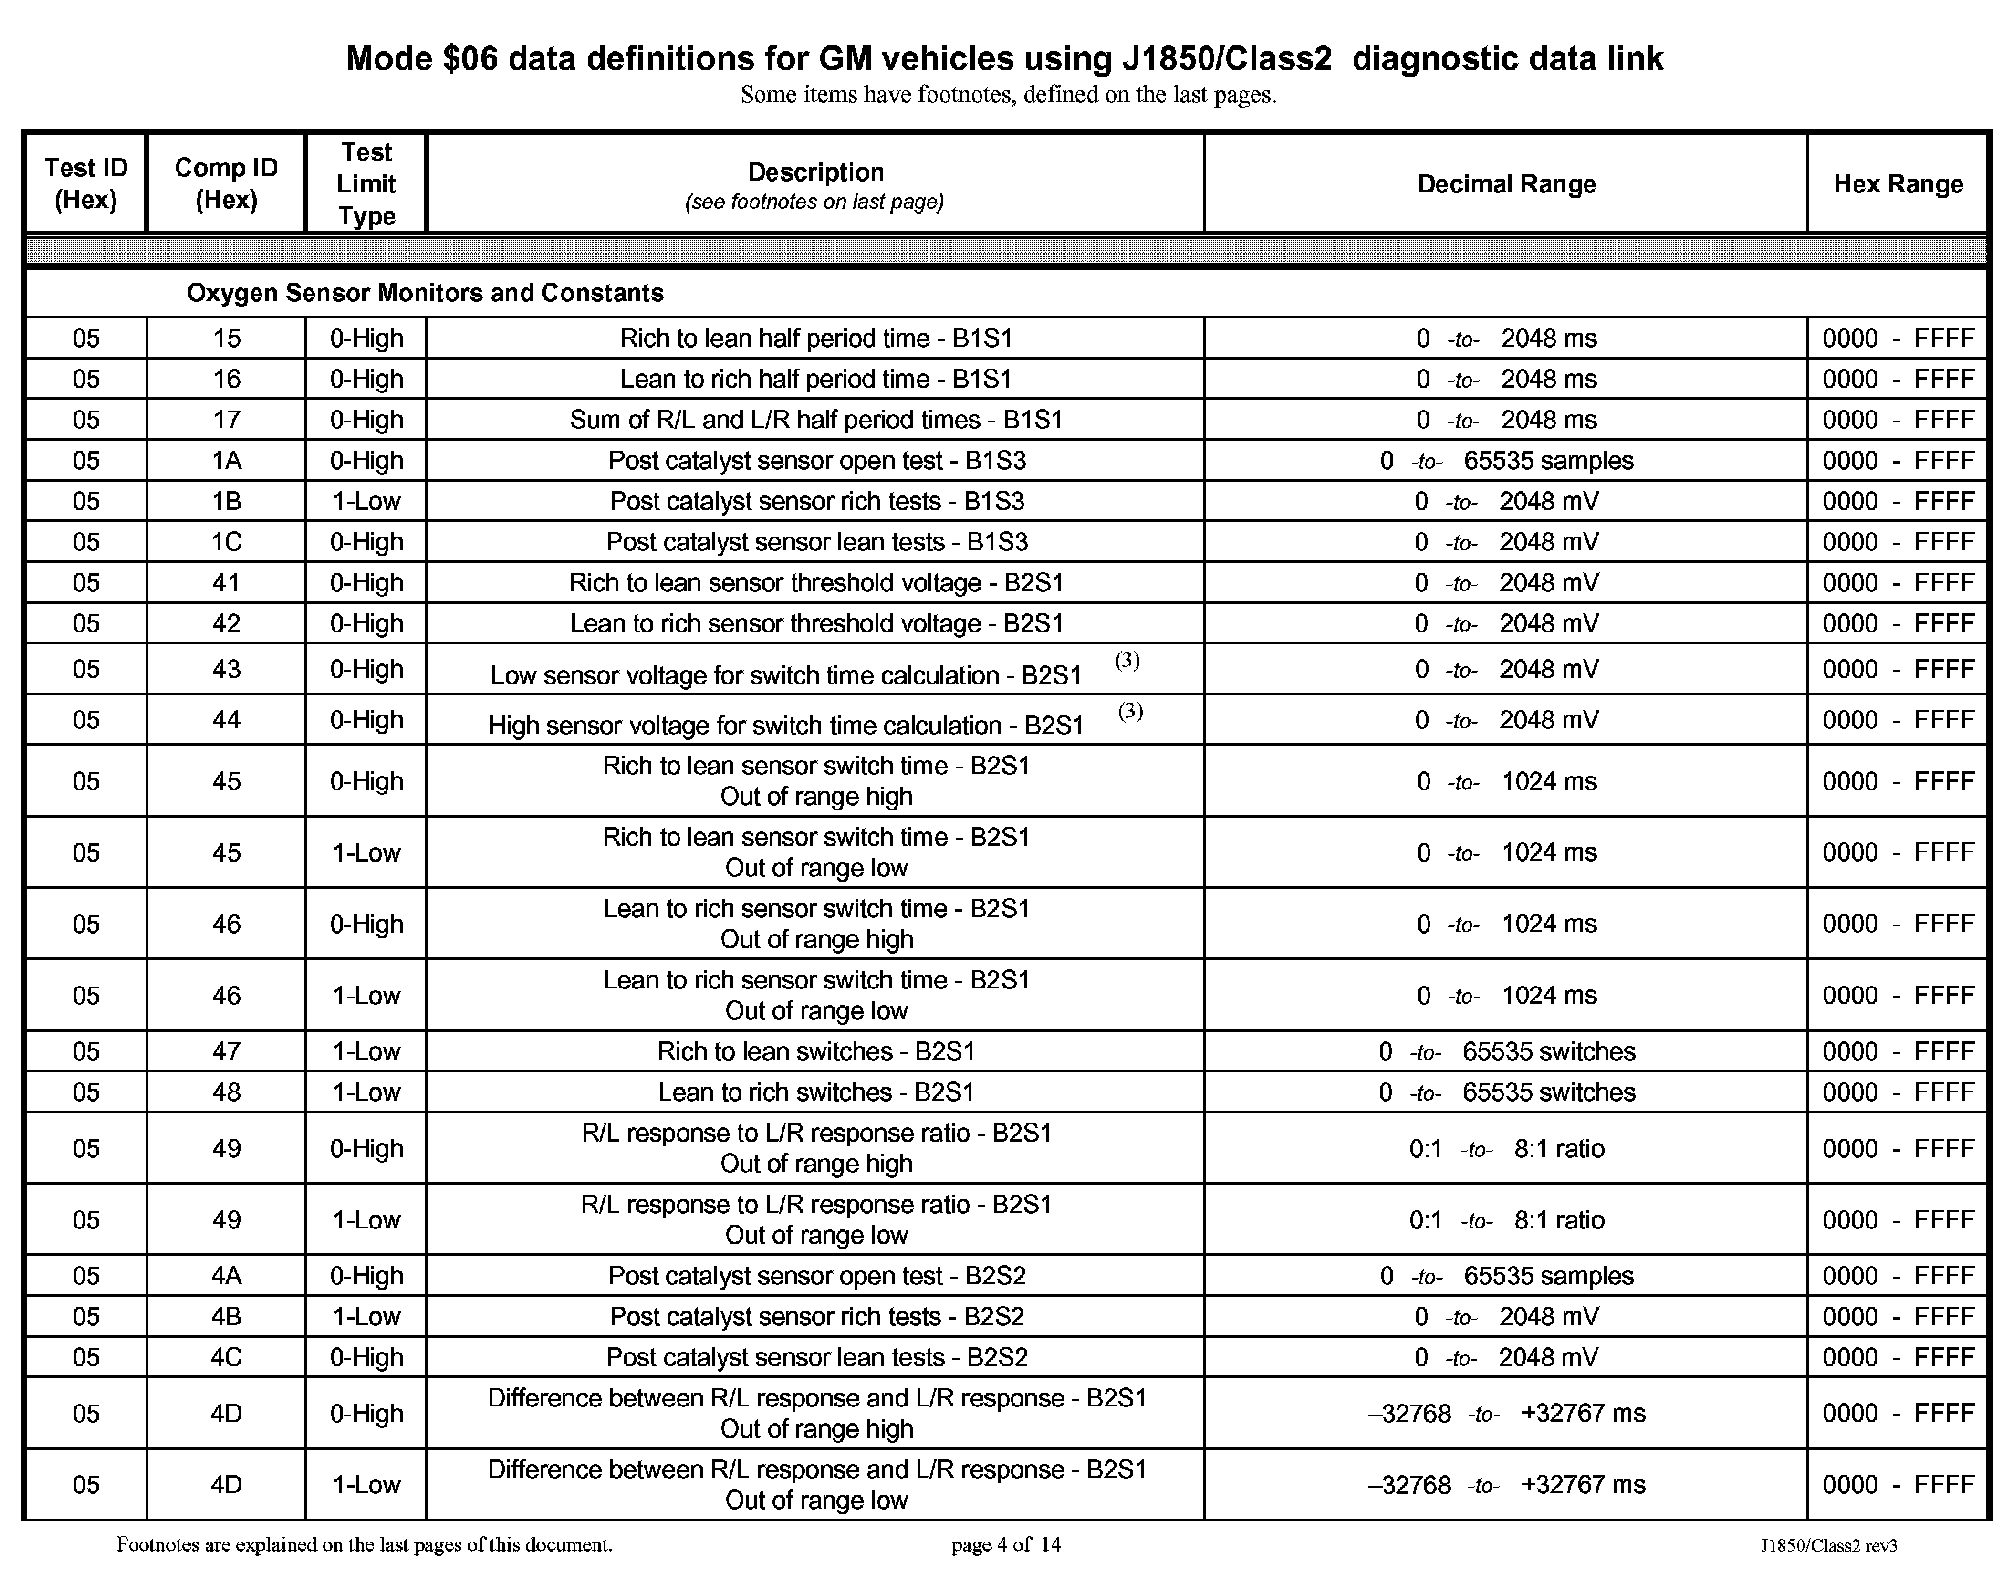 Mode $06 data definitions for GM vehicles using J1850/Class2 diagnostic data link
Some items have footnotes, defined on the last pages.
Test ID (Hex) Comp ID (Hex) Test Limit Type Description (see footnotes on last page) Decimal Range Hex Range
Oxygen Sensor Monitors and Constants
05 15 0-High Rich to lean half period time - B1S1 0 -to- 2048 ms 0000 - FFFF
05 16 0-High Lean to rich half period time - B1S1 0 -to- 2048 ms 0000 - FFFF
05 17 0-High Sum of R/L and L/R half period times - B1S1 0 -to- 2048 ms 0000 - FFFF
05 1A 0-High Post catalyst sensor open test - B1S3 0 -to- 65535 samples 0000 - FFFF
05 1B 1-Low Post catalyst sensor rich tests - B1S3 0 -to- 2048 mV 0000 - FFFF
05 1C 0-High Post catalyst sensor lean tests - B1S3 0 -to- 2048 mV 0000 - FFFF
05 41 0-High Rich to lean sensor threshold voltage - B2S1 0 -to- 2048 mV 0000 - FFFF
05 42 0-High Lean to rich sensor threshold voltage - B2S1 0 -to- 2048 mV 0000 - FFFF
05 43 0-High Low sensor voltage for switch time calculation - B2S1 (3) 0 -to- 2048 mV 0000 - FFFF
05 44 0-High High sensor voltage for switch time calculation - B2S1 (3) 0 -to- 2048 mV 0000 - FFFF
05 45 0-High Rich to lean sensor switch time - B2S1 Out of range high 0 -to- 1024 ms 0000 - FFFF
05 45 1-Low Rich to lean sensor switch time - B2S1 Out of range low 0 -to- 1024 ms 0000 - FFFF
05 46 0-High Lean to rich sensor switch time - B2S1 Out of range high 0 -to- 1024 ms 0000 - FFFF
05 46 1-Low Lean to rich sensor switch time - B2S1 Out of range low 0 -to- 1024 ms 0000 - FFFF
05 47 1-Low Rich to lean switches - B2S1 0 -to- 65535 switches 0000 - FFFF
05 48 1-Low Lean to rich switches - B2S1 0 -to- 65535 switches 0000 - FFFF
05 49 0-High R/L response to L/R response ratio - B2S1 Out of range high 0:1 -to- 8:1 ratio 0000 - FFFF
05 49 1-Low R/L response to L/R response ratio - B2S1 Out of range low 0:1 -to- 8:1 ratio 0000 - FFFF
05 4A 0-High Post catalyst sensor open test - B2S2 0 -to- 65535 samples 0000 - FFFF
05 4B 1-Low Post catalyst sensor rich tests - B2S2 0 -to- 2048 mV 0000 - FFFF
05 4C 0-High Post catalyst sensor lean tests - B2S2 0 -to- 2048 mV 0000 - FFFF
05 4D 0-High Difference between R/L response and L/R response - B2S1 Out of range high –32768 -to- +32767 ms 0000 - FFFF
05 4D 1-Low Difference between R/L response and L/R response - B2S1 Out of range low –32768 -to- +32767 ms 0000 - FFFF
Footnotes are explained on the last pages of this document. page 4 of 14 J1850/Class2 rev3